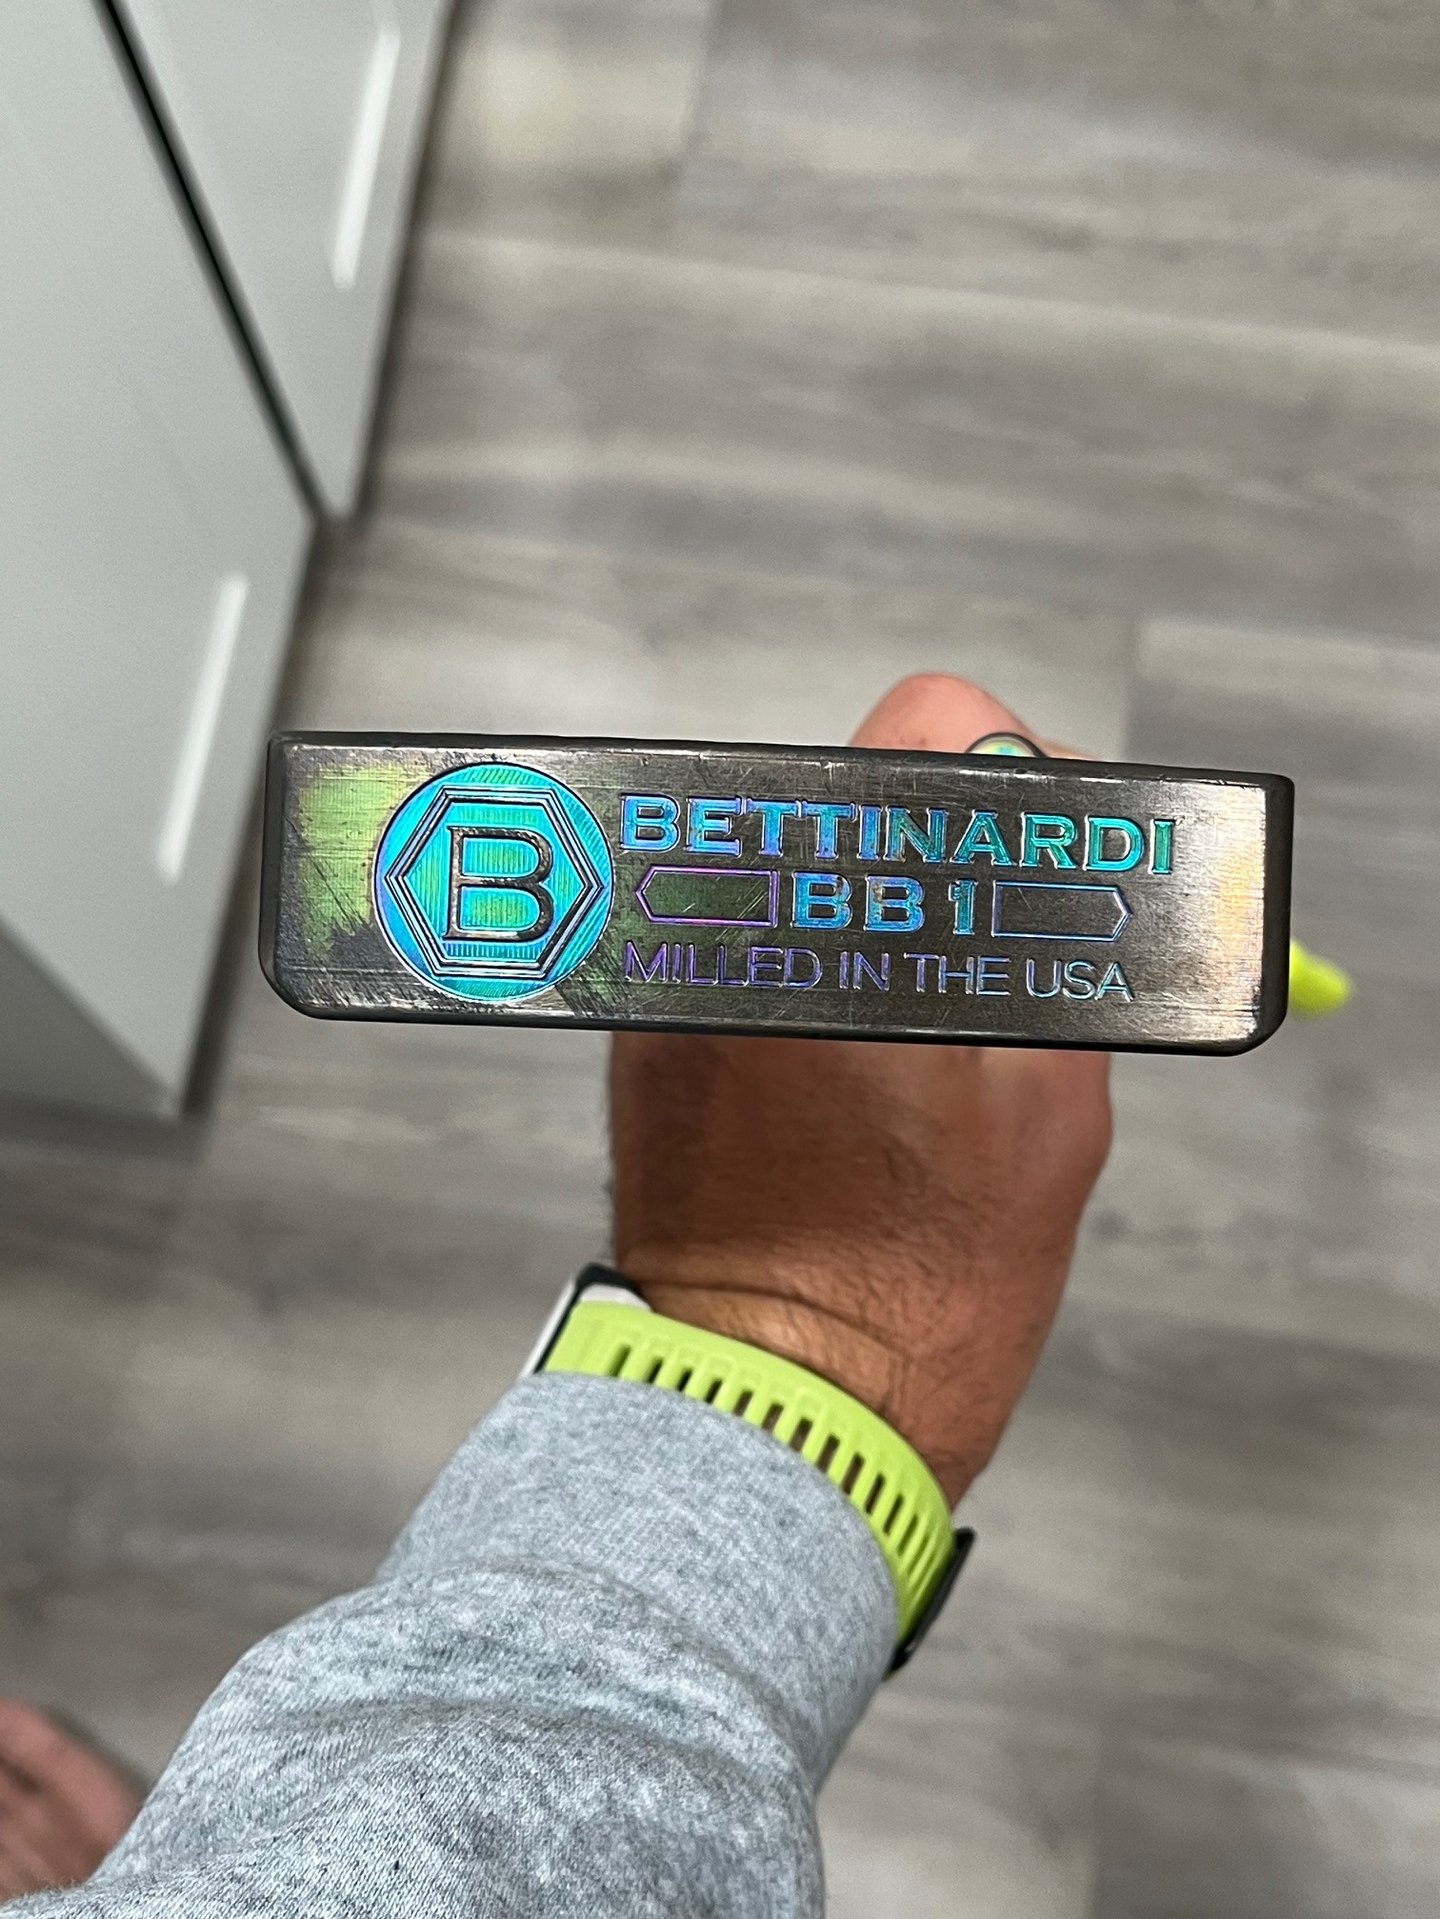 B
BETTINARDI
BB1
MILLED IN THE USA